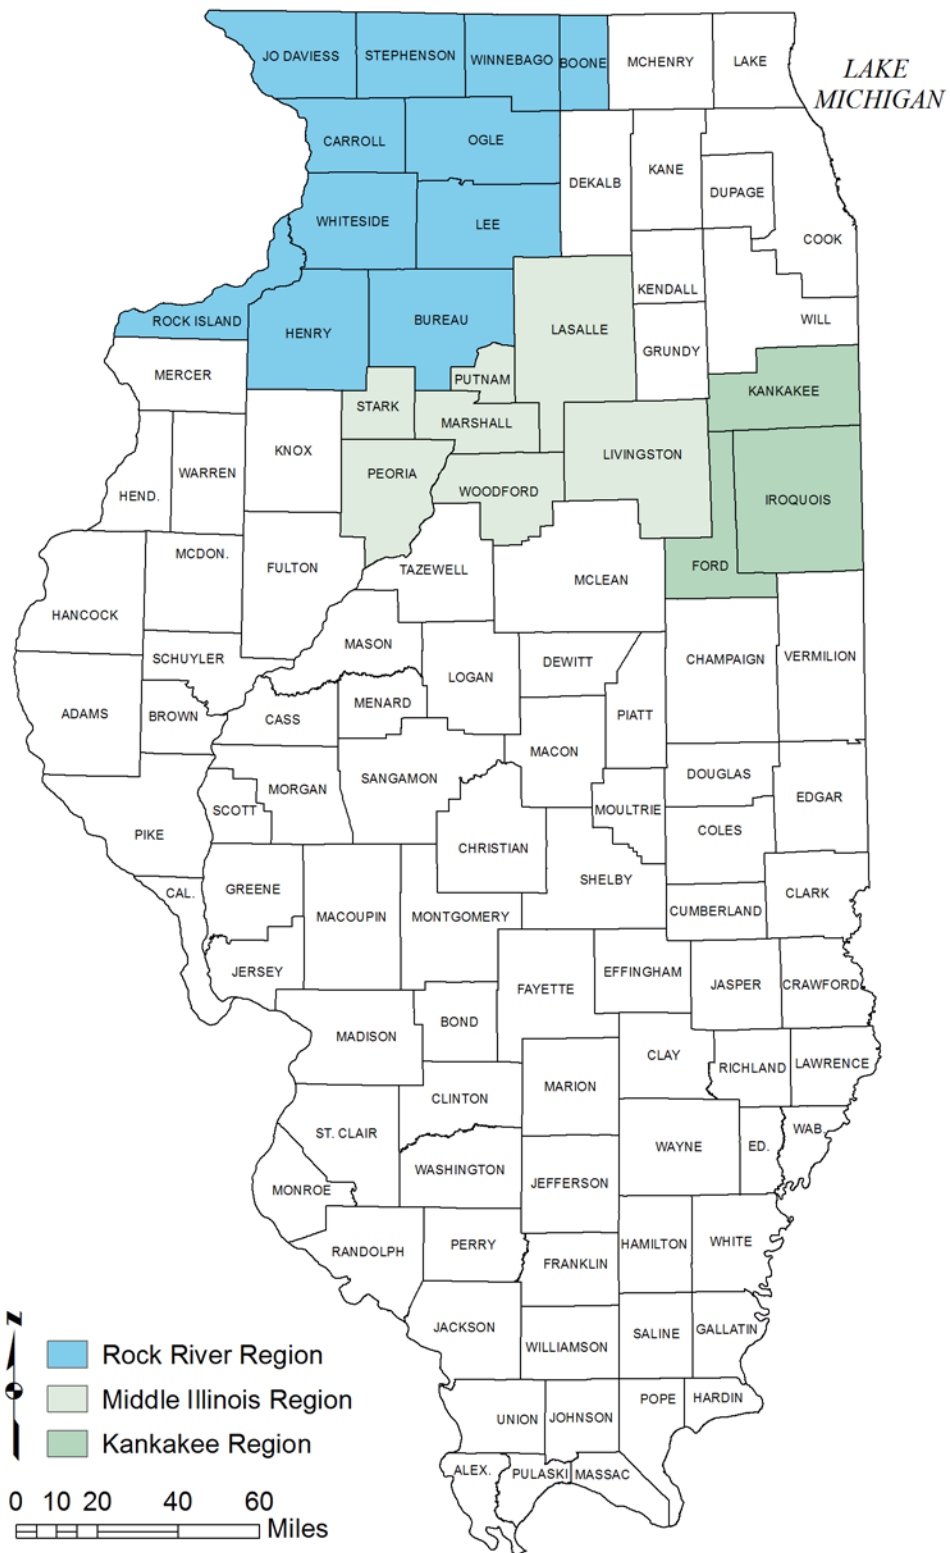 JO DAVIESS
STEPHENSON
WINNEBAGO
BOONE
MCHENRY
LAKE
LAKE
MICHIGAN
CARROLL
OGLE
DEKALB
KANE
DUPAGE
COOK
WHITESIDE
LEE
KENDALL
WILL
ROCK ISLAND
HENRY
BUREAU
LASALLE
GRUNDY
MERCER
PUTNAM
KANKAKEE
STARK
MARSHALL
KNOX
WARREN
HEND.
PEORIA
WOODFORD
LIVINGSTON
IROQUOIS
MCDON.
FULTON
TAZEWELL
MCLEAN
FORD
HANCOCK
SCHUYLER
MASON
LOGAN
DEWITT
CHAMPAIGN
VERMILION
ADAMS
BROWN
CASS
MENARD
PIATT
MACON
SANGAMON
MORGAN
SCOTT
PIKE
CHRISTIAN
MOULTRIE
DOUGLAS
EDGAR
COLES
SHELBY
CAL.
GREENE
MACOUPIN
MONTGOMERY
CUMBERLAND
CLARK
JERSEY
FAYETTE
EFFINGHAM
JASPER
CRAWFORD
MADISON
BOND
CLAY
RICHLAND
LAWRENCE
CLINTON
MARION
ST. CLAIR
WAYNE
ED.
WAB.
WASHINGTON
JEFFERSON
MONROE
RANDOLPH
PERRY
FRANKLIN
HAMILTON
WHITE
JACKSON
WILLIAMSON
SALINE
GALLATIN
UNION
JOHNSON
POPE
HARDIN
ALEX.
PULASKI
MASSAC
Z
Rock River Region
Middle Illinois Region
Kankakee Region
0 10 20 40 60
Miles